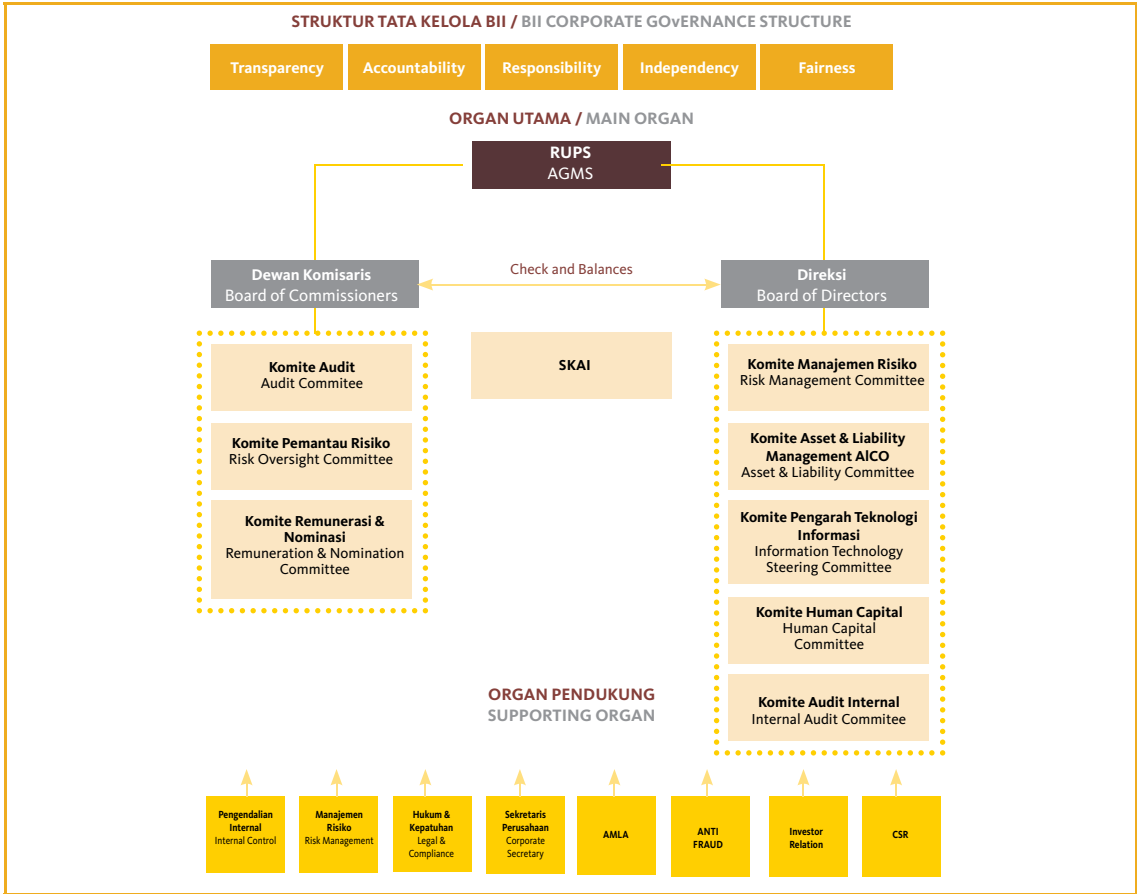 STRUKTUR TATA KELOLA BII / BII CORPORATE GOvERNANCE STRUCTURE
Transparency
Accountability
Responsibility
Independency
Fairness
ORGAN UTAMA / MAIN ORGAN
RUPS
AGMS
Dewan Komisaris
Board of Commissioners
Check and Balances
Direksi
Board of Directors
Komite Audit
Audit Commitee
Komite Pemantau Risiko
Risk Oversight Committee
Komite Remunerasi &
Nominasi
Remuneration & Nomination
Committee
SKAI
Komite Manajemen Risiko
Risk Management Committee
Komite Asset & Liability
Management AlCO
Asset & Liability Committee
Komite Pengarah Teknologi
Informasi
Information Technology
Steering Committee
Komite Human Capital
Human Capital
Committee
Komite Audit Internal
Internal Audit Commitee
ORGAN PENDUKUNG
SUPPORTING ORGAN
Pengendalian
Internal
Internal Control
Manajemen
Risiko
Risk Management
Hukum &
Kepatuhan
Legal &
Compliance
Sekretaris
Perusahaan
Corporate
Secretary
AMLA
ANTI
FRAUD
Investor
Relation
CSR